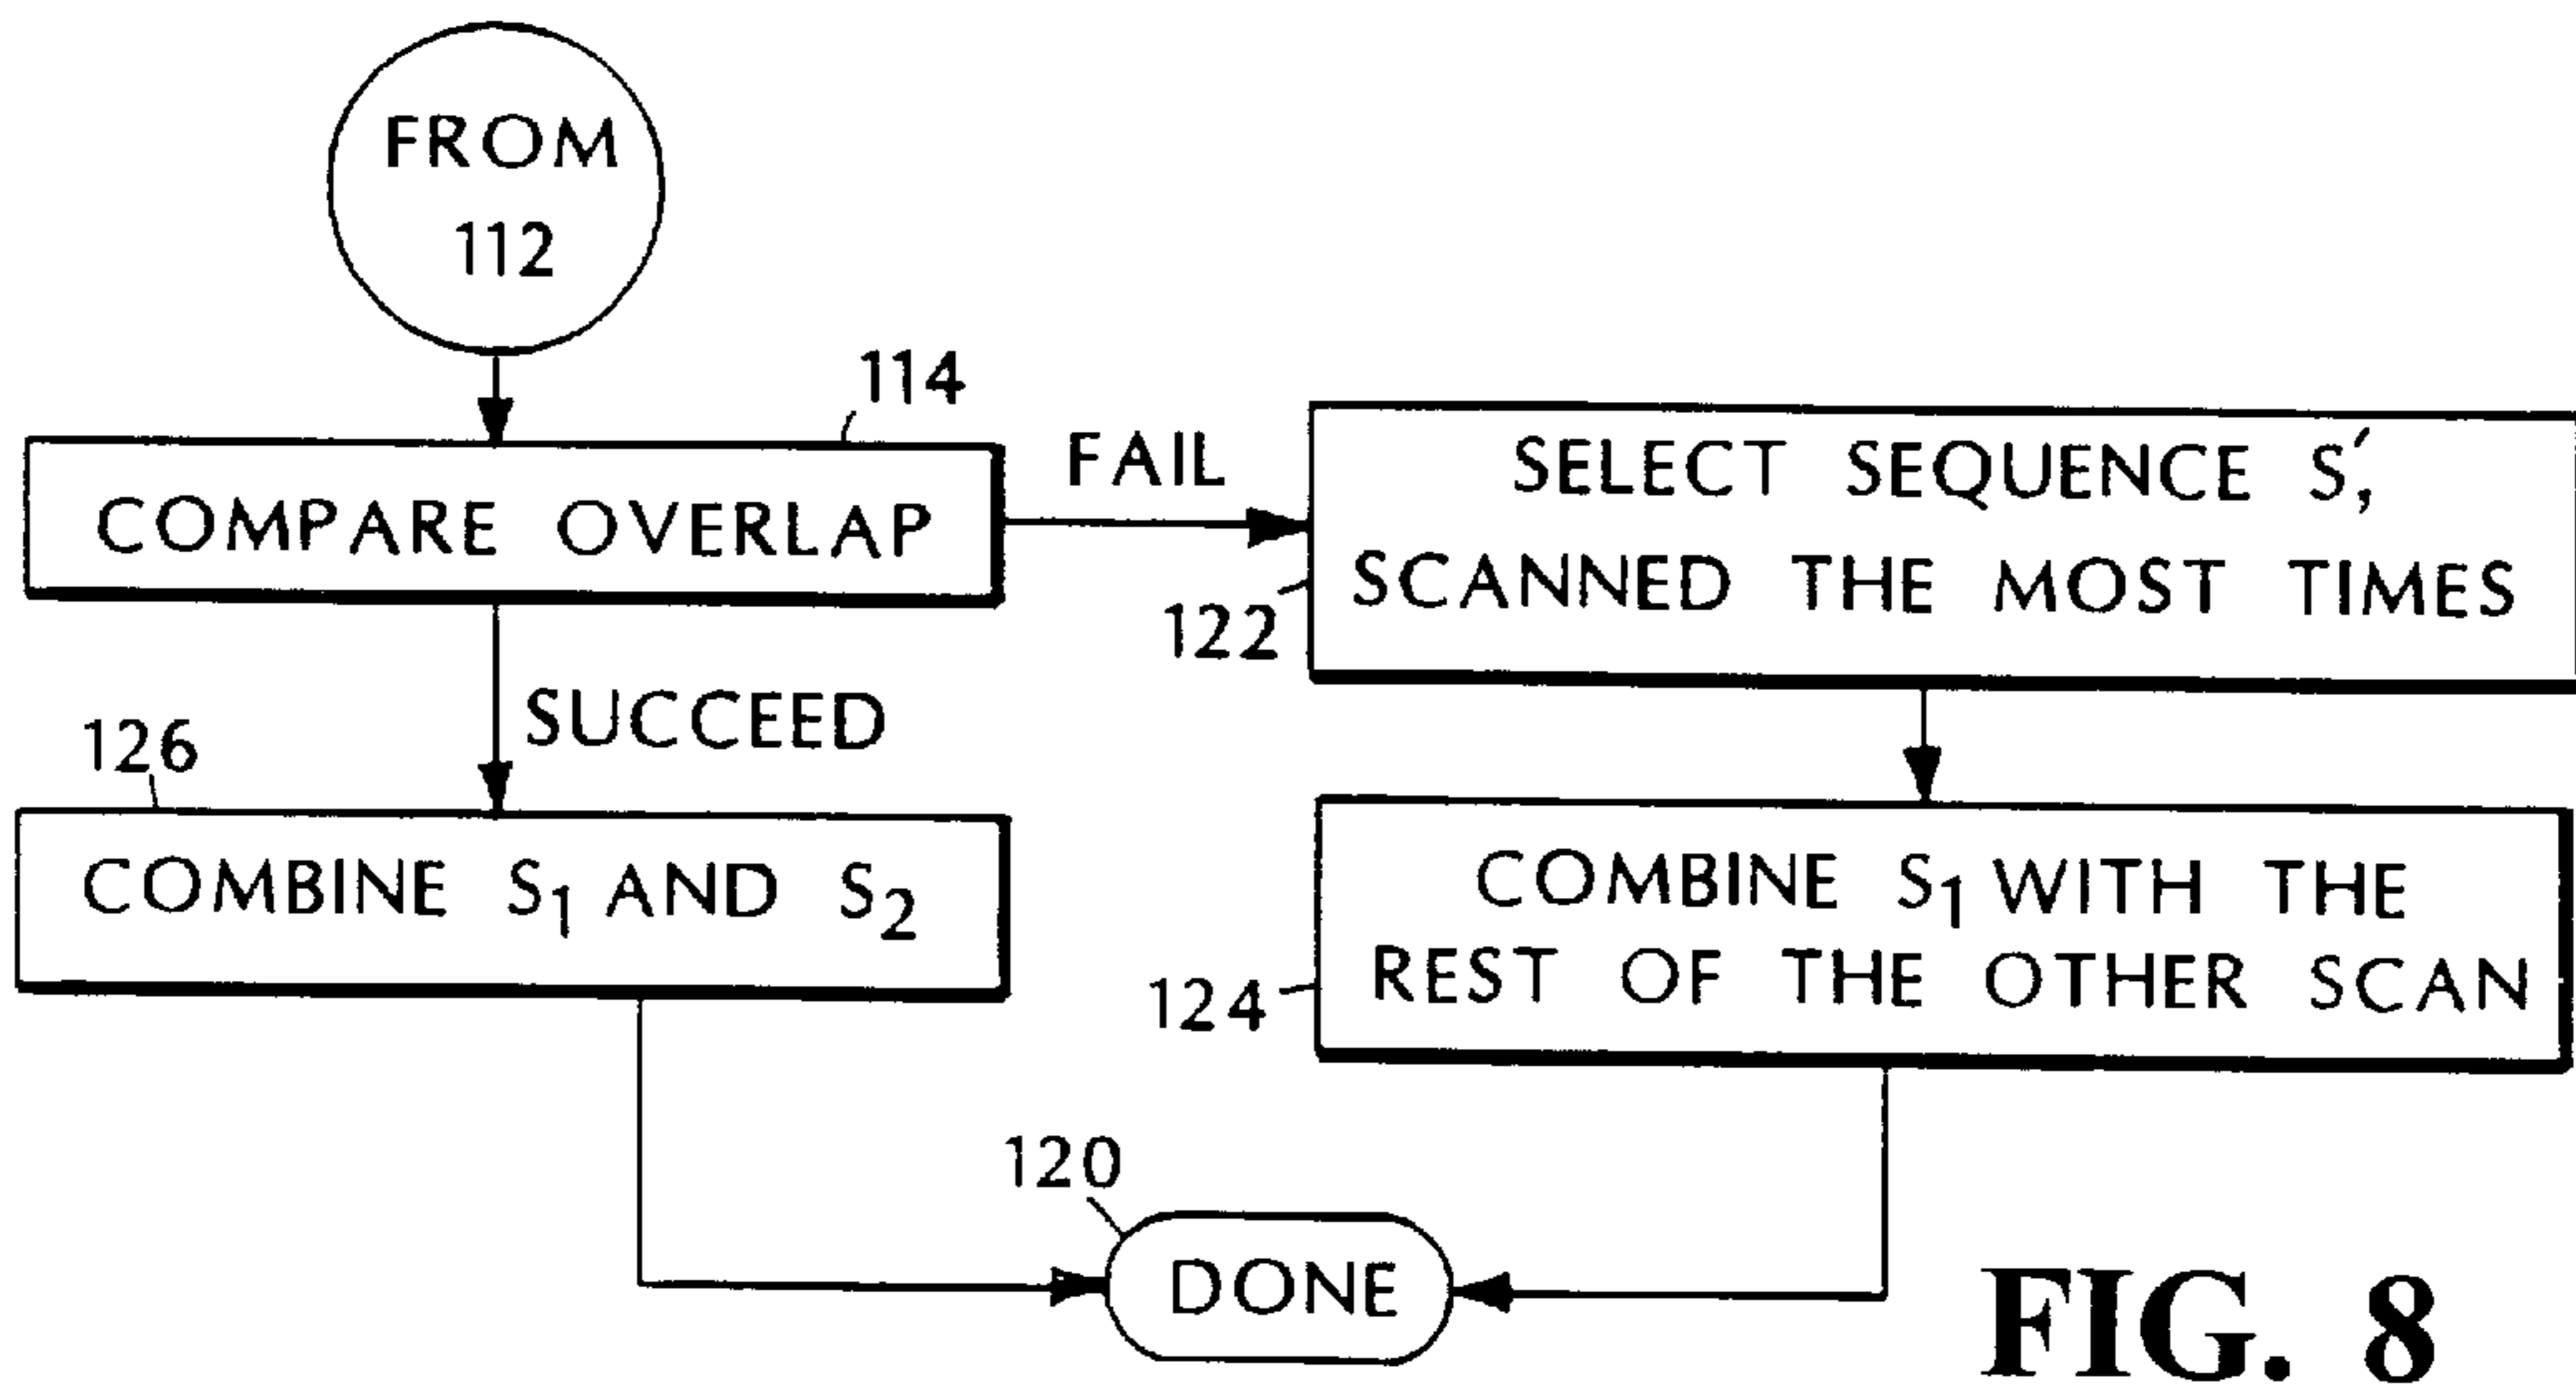 FROM
112
114
COMPARE OVERLAP
FAIL
SELECT SEQUENCE S′,
SCANNED THE MOST TIMES
122
SUCCEED
126
COMBINE S₁ AND S₂
COMBINE S₁ WITH THE
REST OF THE OTHER SCAN
124
120
DONE
FIG. 8